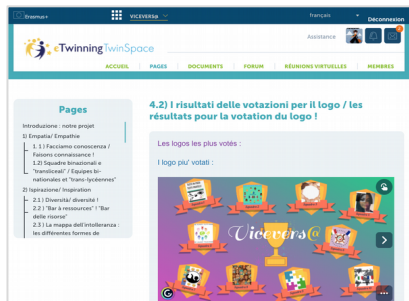 Erasmus+
VICEVERS@
français
Déconnexion
eTwinning TwinSpace
Assistance
ACCUEIL
PAGES
DOCUMENTS
FORUM
RÉUNIONS VIRTUELLES
MEMBRES
Pages
Introduzione : notre projet
1) Empatia/ Empathie
1. 1 ) Facciamo conoscenza /
Faisons connaissance !
1.2) Squadre binazionali e
"transliceali" / Equipes bi-
nationales et "trans-lycéennes"
2) Ispirazione/ Inspiration
2.1 ) Diversità/ diversité !
2.2 ) "Bar à ressources" ! "Bar
delle risorse"
2.3 ) La mappa dell'intolleranza :
les différentes formes de
4.2) I risultati delle votazioni per il logo / les
résultats pour la votation du logo !
Les logos les plus votés :
I logo piu' votati :
Vicevers@